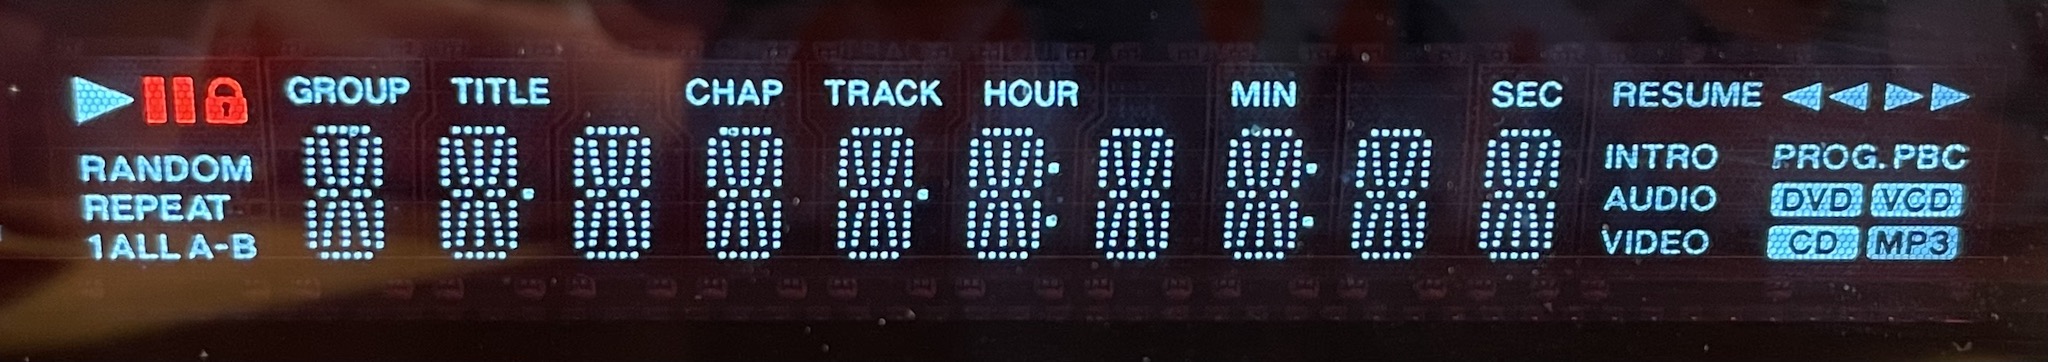 GROUP TITLE CHAP TRACK HOUR MIN SEC RESUME
RANDOM
REPEAT
1 ALL A-B
INTRO PROG. PBC
AUDIO DVD VCD
VIDEO CD MP3